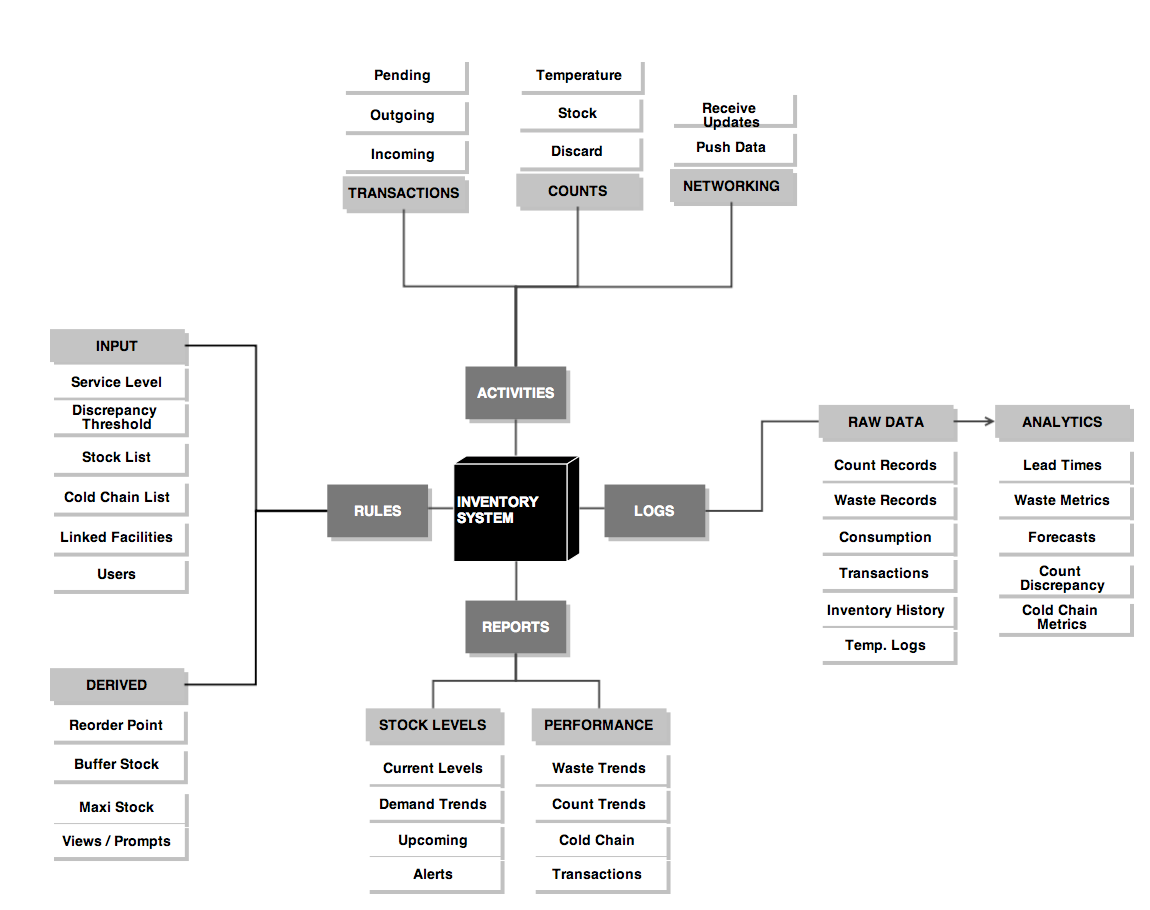 Pending
Outgoing
Incoming
TRANSACTIONS
Temperature
Stock
Discard
COUNTS
Receive
Updates
Push Data
NETWORKING
INPUT
Service Level
Discrepancy
Threshold
Stock List
Cold Chain List
Linked Facilities
Users
DERIVED
Reorder Point
Buffer Stock
Maxi Stock
Views / Prompts
ACTIVITIES
RULES
INVENTORY
SYSTEM
LOGS
REPORTS
STOCK LEVELS
Current Levels
Demand Trends
Upcoming
Alerts
PERFORMANCE
Waste Trends
Count Trends
Cold Chain
Transactions
RAW DATA
Count Records
Waste Records
Consumption
Transactions
Inventory History
Temp. Logs
ANALYTICS
Lead Times
Waste Metrics
Forecasts
Count
Discrepancy
Cold Chain
Metrics